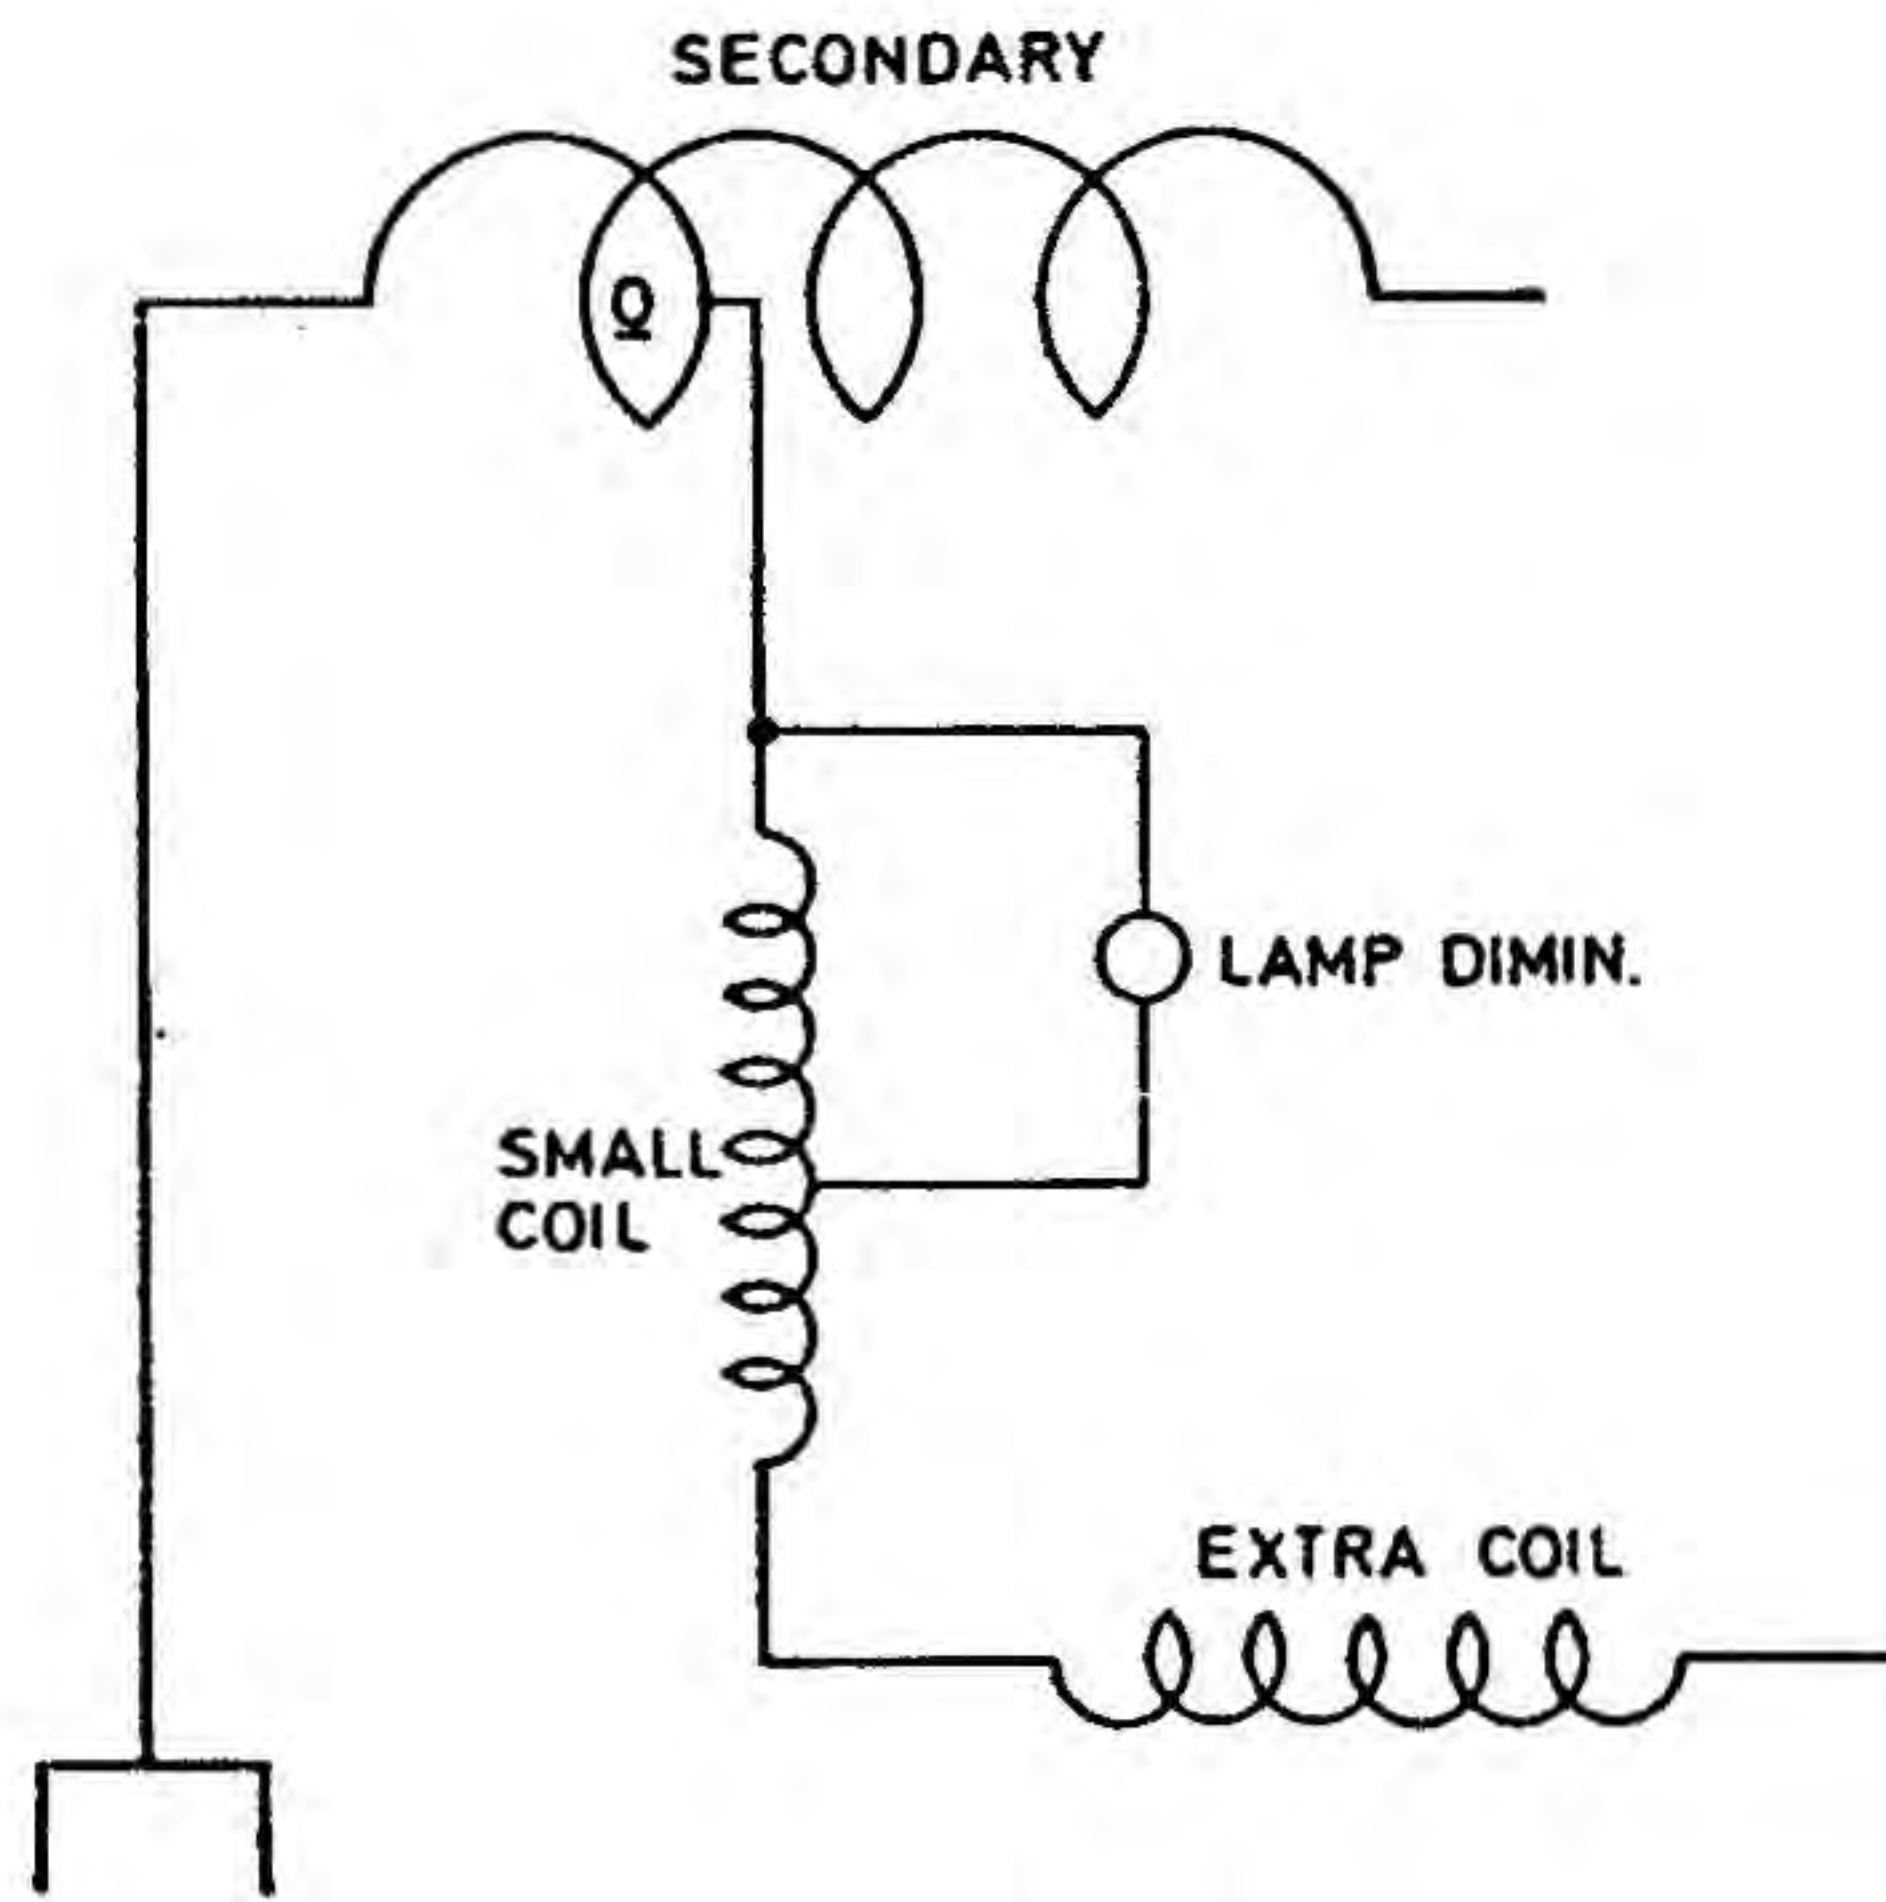 SECONDARY
Q
LAMP DIMIN.
SMALL
COIL
EXTRA COIL